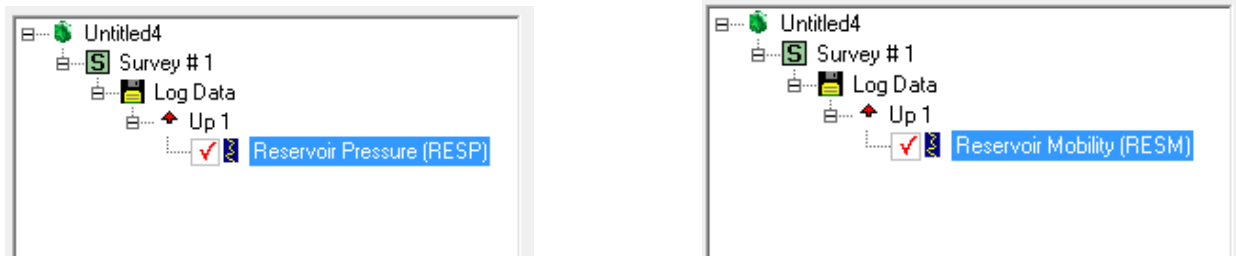 Untitled4
S Survey # 1
Log Data
Up 1
Reservoir Pressure (RESP)
Untitled4
S Survey # 1
Log Data
Up 1
Reservoir Mobility (RESM)